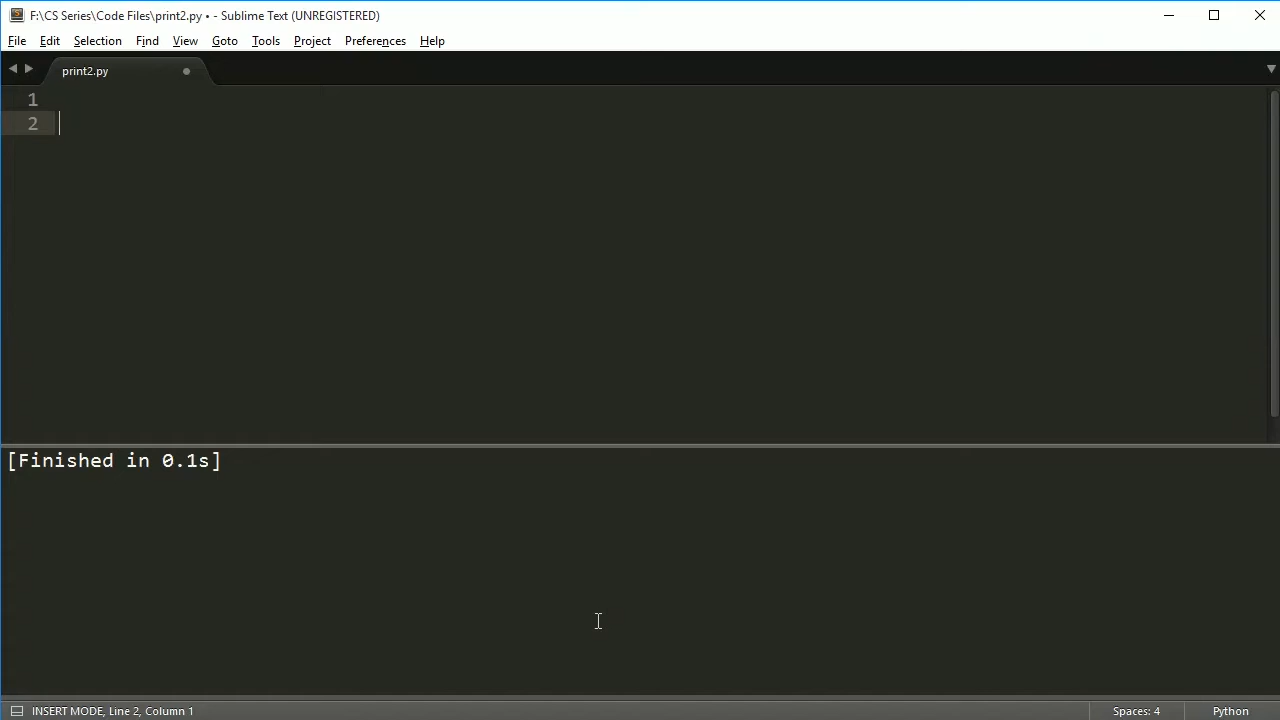 F:\CS Series\Code Files\print2.py • - Sublime Text (UNREGISTERED)
File Edit Selection Find View Goto Tools Project Preferences Help
print2.py
1
2
[Finished in 0.1s]
INSERT MODE, Line 2, Column 1 Spaces: 4 Python